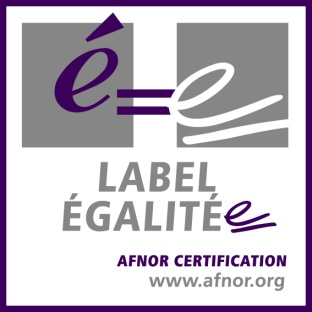 é=e
LABEL
ÉGALITÉe
AFNOR CERTIFICATION
www.afnor.org